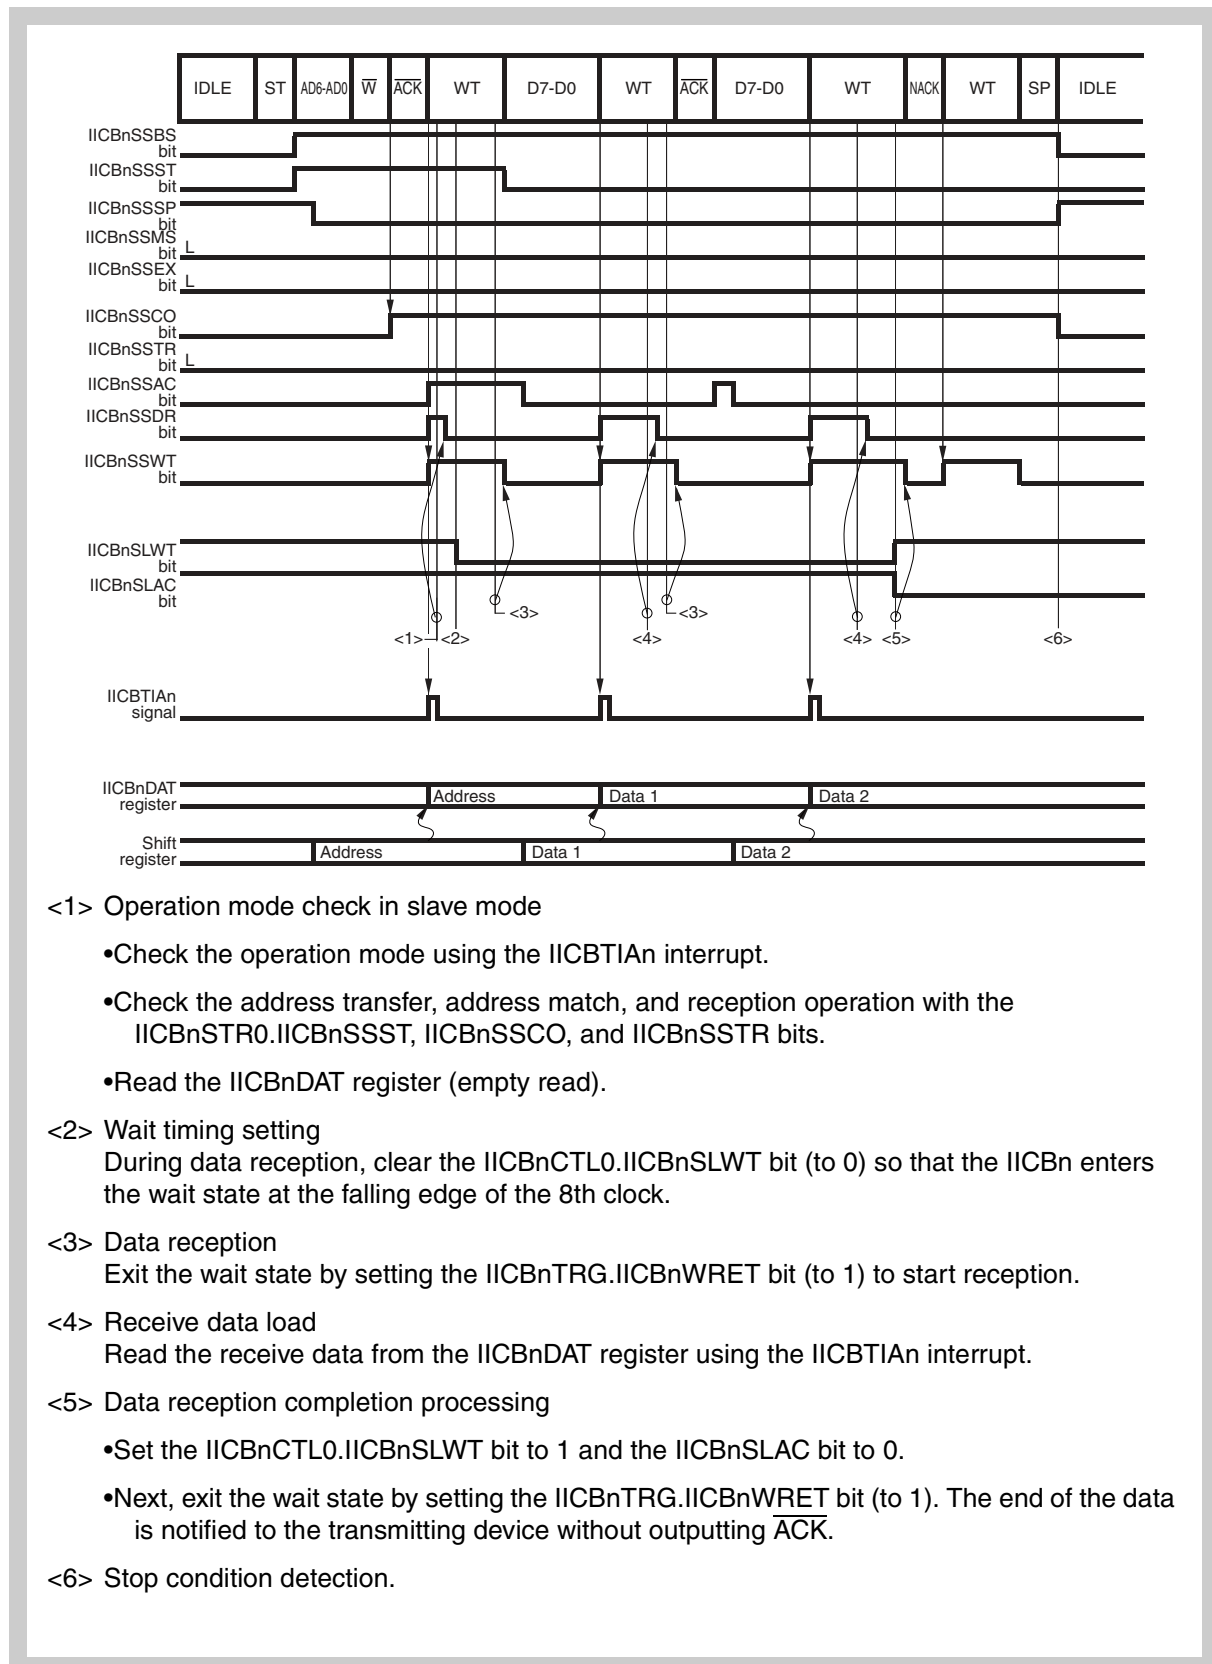 IDLE ST AD6-AD0 W ACK WT D7-D0 WT ACK D7-D0 WT NACK WT SP IDLE
IICBnSSBS
bit
IICBnSSST
bit
IICBnSSSP
bit
IICBnSSMS
bit L
IICBnSSEX
bit L
IICBnSSCO
bit
IICBnSSTR
bit L
IICBnSSAC
bit
IICBnSSDR
bit
IICBnSSWT
bit
IICBnSLWT
bit
IICBnSLAC
bit
<3> <3>
<1> <2> <4> <4> <5> <6>
IICBTIAn
signal
IICBnDAT
register Address Data 1 Data 2
Shift
register Address Data 1 Data 2
<1> Operation mode check in slave mode
•Check the operation mode using the IICBTIAn interrupt.
•Check the address transfer, address match, and reception operation with the
IICBnSTR0.IICBnSSST, IICBnSSCO, and IICBnSSTR bits.
•Read the IICBnDAT register (empty read).
<2> Wait timing setting
During data reception, clear the IICBnCTL0.IICBnSLWT bit (to 0) so that the IICBn enters
the wait state at the falling edge of the 8th clock.
<3> Data reception
Exit the wait state by setting the IICBnTRG.IICBnWRET bit (to 1) to start reception.
<4> Receive data load
Read the receive data from the IICBnDAT register using the IICBTIAn interrupt.
<5> Data reception completion processing
•Set the IICBnCTL0.IICBnSLWT bit to 1 and the IICBnSLAC bit to 0.
•Next, exit the wait state by setting the IICBnTRG.IICBnWRET bit (to 1). The end of the data
is notified to the transmitting device without outputting ACK.
<6> Stop condition detection.